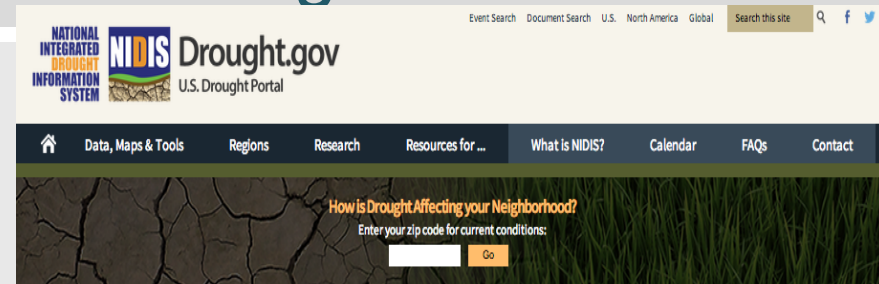 Event Search Document Search U.S. North America Global Search this site
NATIONAL
INTEGRATED
DROUGHT
INFORMATION
SYSTEM
NIDIS
Drought.gov
U.S. Drought Portal
Data, Maps & Tools Regions Research Resources for ... What is NIDIS? Calendar FAQs Contact
How is Drought Affecting your Neighborhood?
Enter your zip code for current conditions:
Go